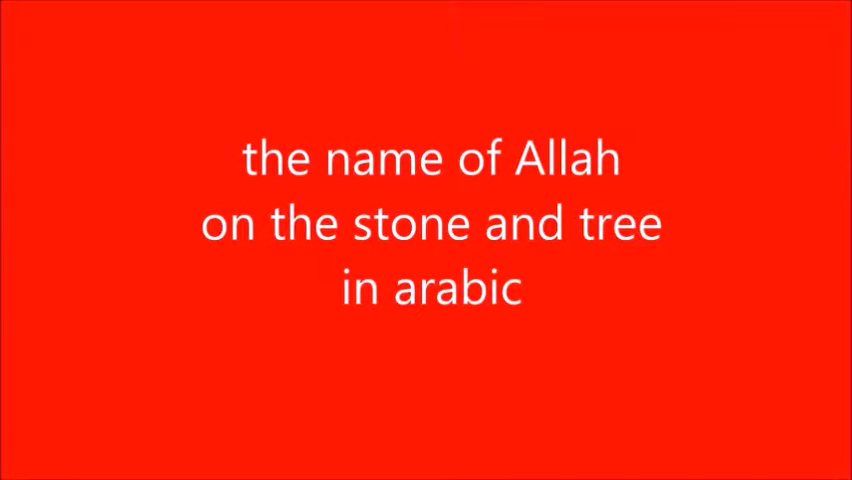 the name of Allah
on the stone and tree
in arabic